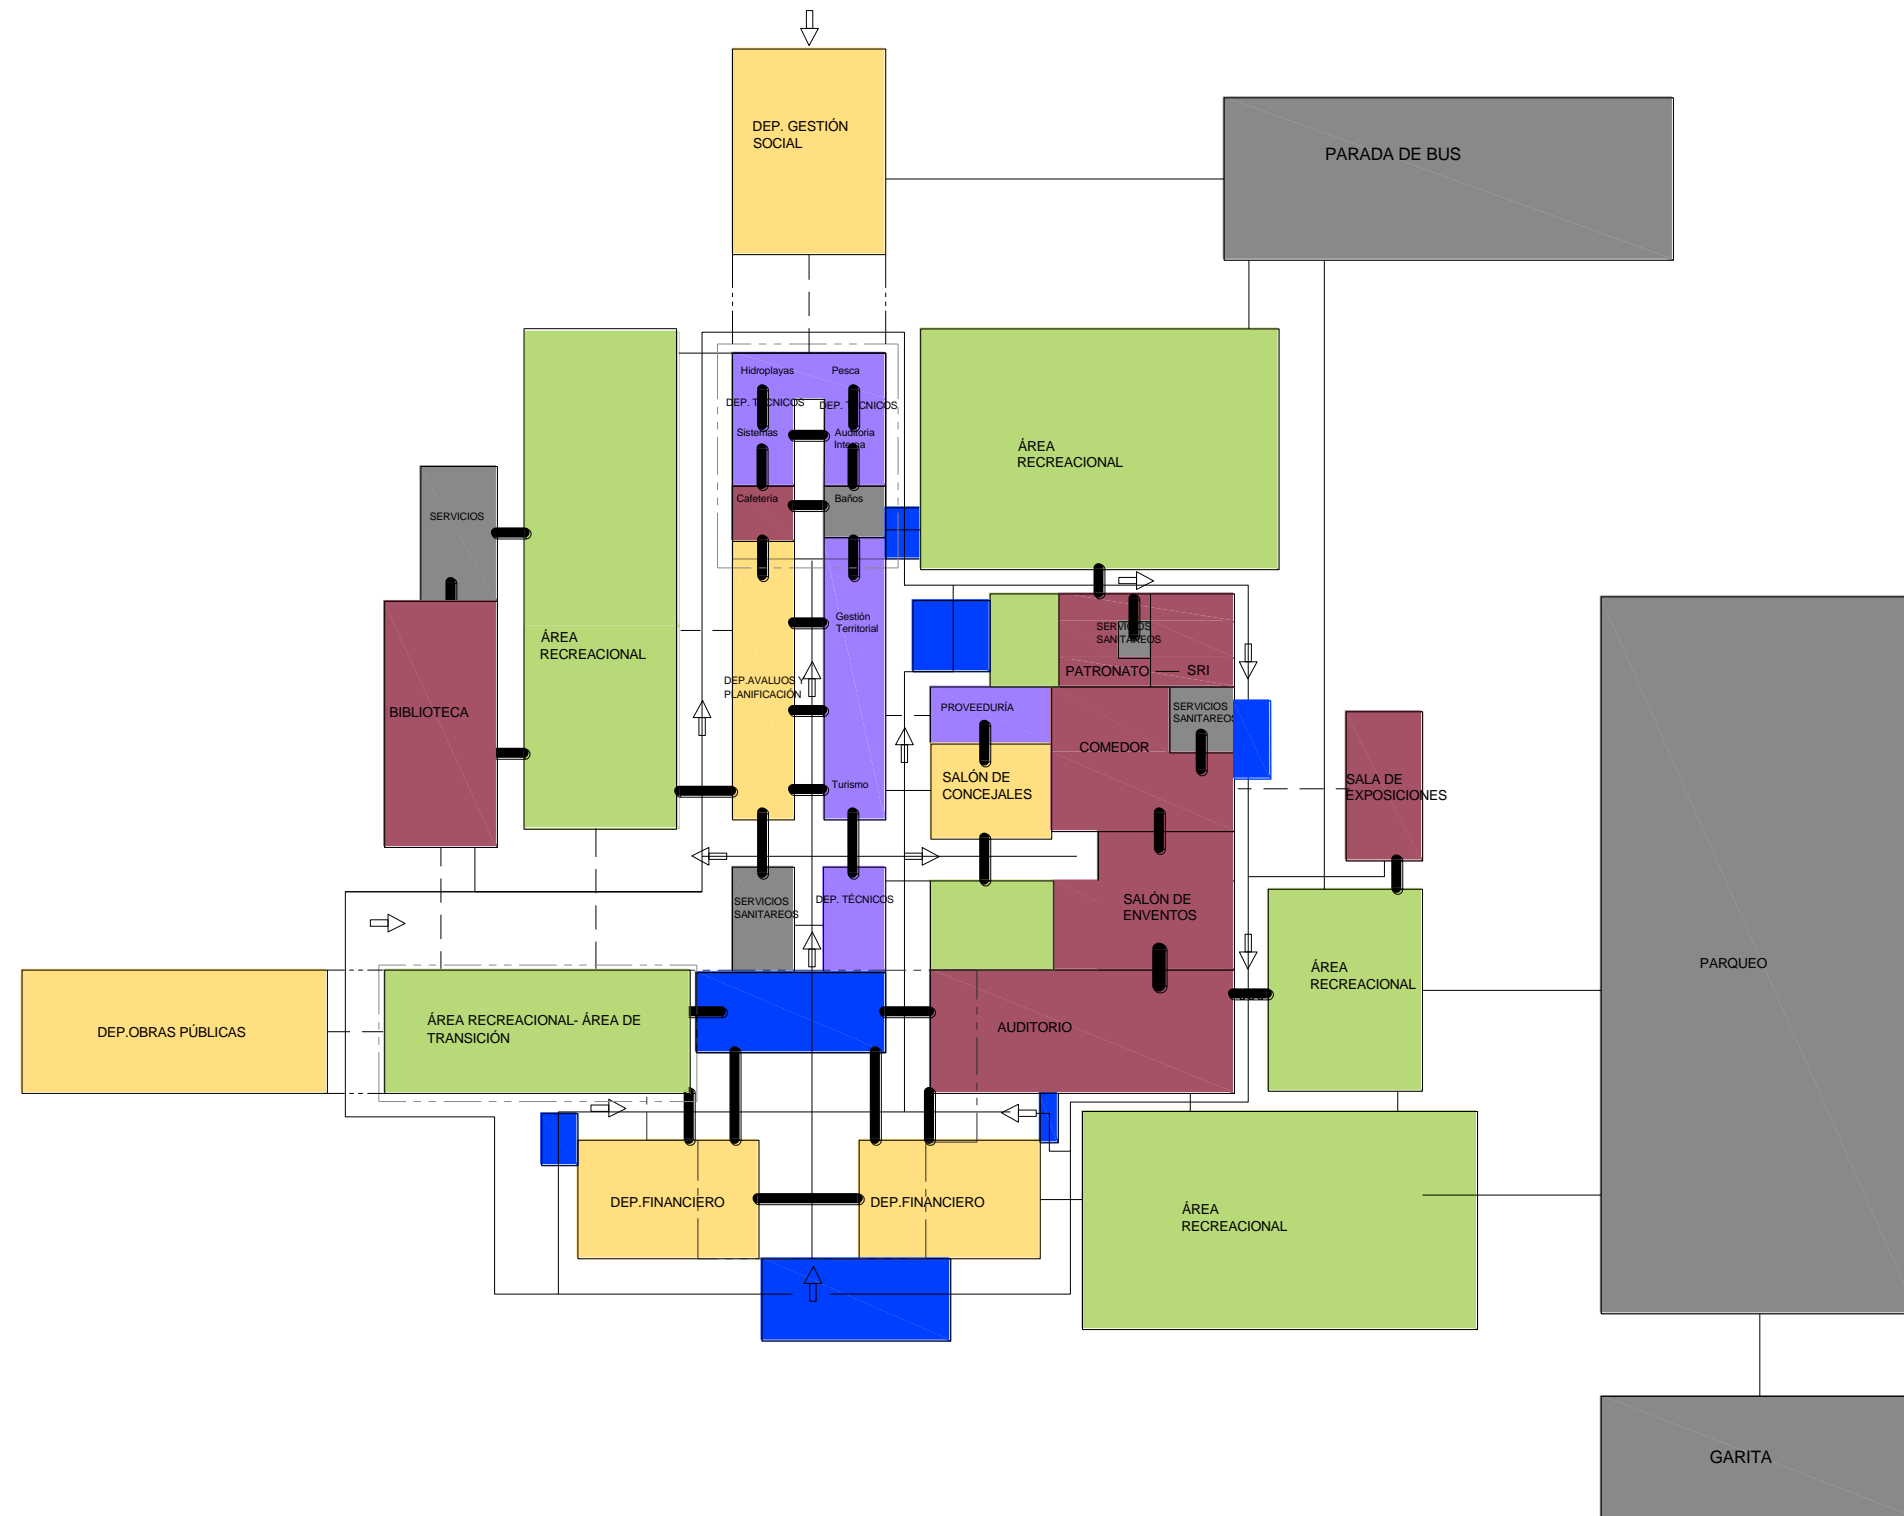 DEP. GESTIÓN
SOCIAL
PARADA DE BUS
Hidroplayas
Pesca
DEP. TÉCNICOS
DEP. TÉCNICOS
Sistemas
Auditoria
Interna
Cafetería
Baños
ÁREA
RECREACIONAL
SERVICIOS
ÁREA
RECREACIONAL
Gestión
Territorial
SERVICIOS
SANITAREOS
PATRONATO
SRI
DEP.AVALUOS Y
PLANIFICACIÓN
BIBLIOTECA
PROVEEDURÍA
SERVICIOS
SANITAREOS
COMEDOR
SALÓN DE
CONCEJALES
Turismo
SALA DE
EXPOSICIONES
SERVICIOS
SANITAREOS
DEP. TÉCNICOS
SALÓN DE
ENVENTOS
ÁREA
RECREACIONAL
PARQUEO
DEP.OBRAS PÚBLICAS
ÁREA RECREACIONAL- ÁREA DE
TRANSICIÓN
AUDITORIO
DEP.FINANCIERO
DEP.FINANCIERO
ÁREA
RECREACIONAL
GARITA